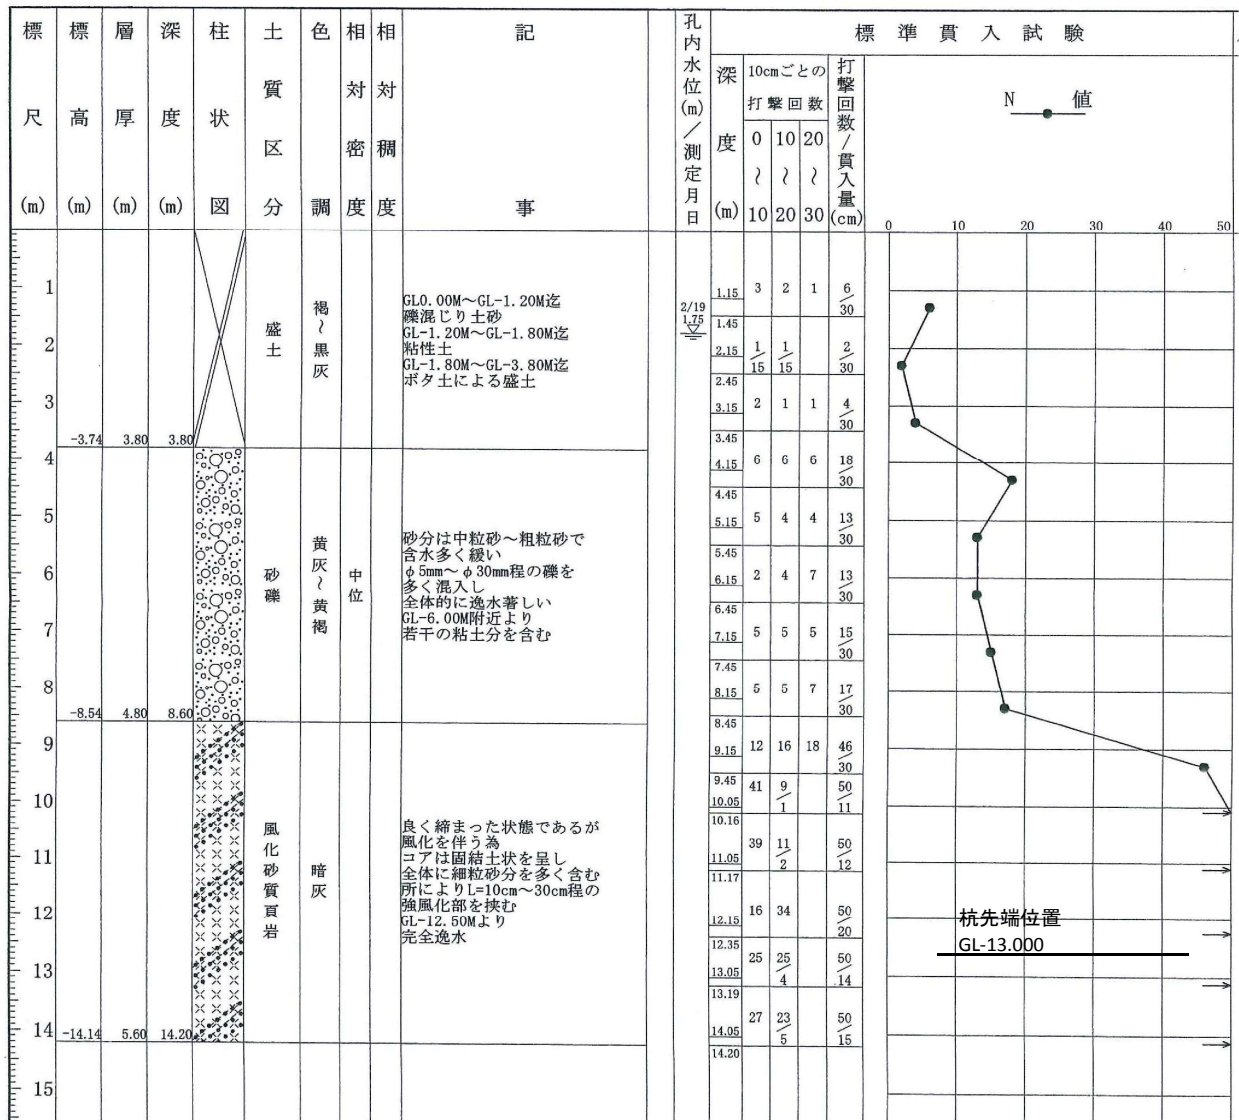 標尺(m)
標高(m)
層厚(m)
深度(m)
柱状図
土質区分
色調
相対密度
相対稠度
記事
孔内水位(m)/測定月日
標準貫入試験
深度(m)
10cmごとの
打撃回数
0〜10
10〜20
20〜30
打撃回数/貫入量(cm)
N 値
0 10 20 30 40 50
1
2
3
4
5
6
7
8
9
10
11
12
13
14
15
-3.74 3.80 3.80
盛土
褐〜黒灰
GL0.00M〜GL-1.20M迄
礫混じり土砂
GL-1.20M〜GL-1.80M迄
粘性土
GL-1.80M〜GL-3.80M迄
ボタ土による盛土
2/19
1.75
-8.54 4.80 8.60
砂礫
黄灰〜黄褐
中位
砂分は中粒砂〜粗粒砂で
含水多く緩い
φ5mm〜φ30mm程の礫を
多く混入し
全体的に逸水著しい
GL-6.00M附近より
若干の粘土分を含む
-14.14 5.60 14.20
風化砂質頁岩
暗灰
良く締まった状態であるが
風化を伴う為
コアは固結土状を呈し
全体に細粒砂分を多く含む
所によりL=10cm〜30cm程の
強風化部を挟む
GL-12.50Mより
完全逸水
1.15 3 2 1 6/30
1.45
2.15 1/15 1/15 2/30
2.45
3.15 2 1 1 4/30
3.45
4.15 6 6 6 18/30
4.45
5.15 5 4 4 13/30
5.45
6.15 2 4 7 13/30
6.45
7.15 5 5 5 15/30
7.45
8.15 5 5 7 17/30
8.45
9.15 12 16 18 46/30
9.45
10.05 41 9/1 50/11
10.16
11.05 39 11/2 50/12
11.17
12.15 16 34 50/20
12.35
13.05 25 25/4 50/14
13.19
14.05 27 23/5 50/15
14.20
杭先端位置
GL-13.000